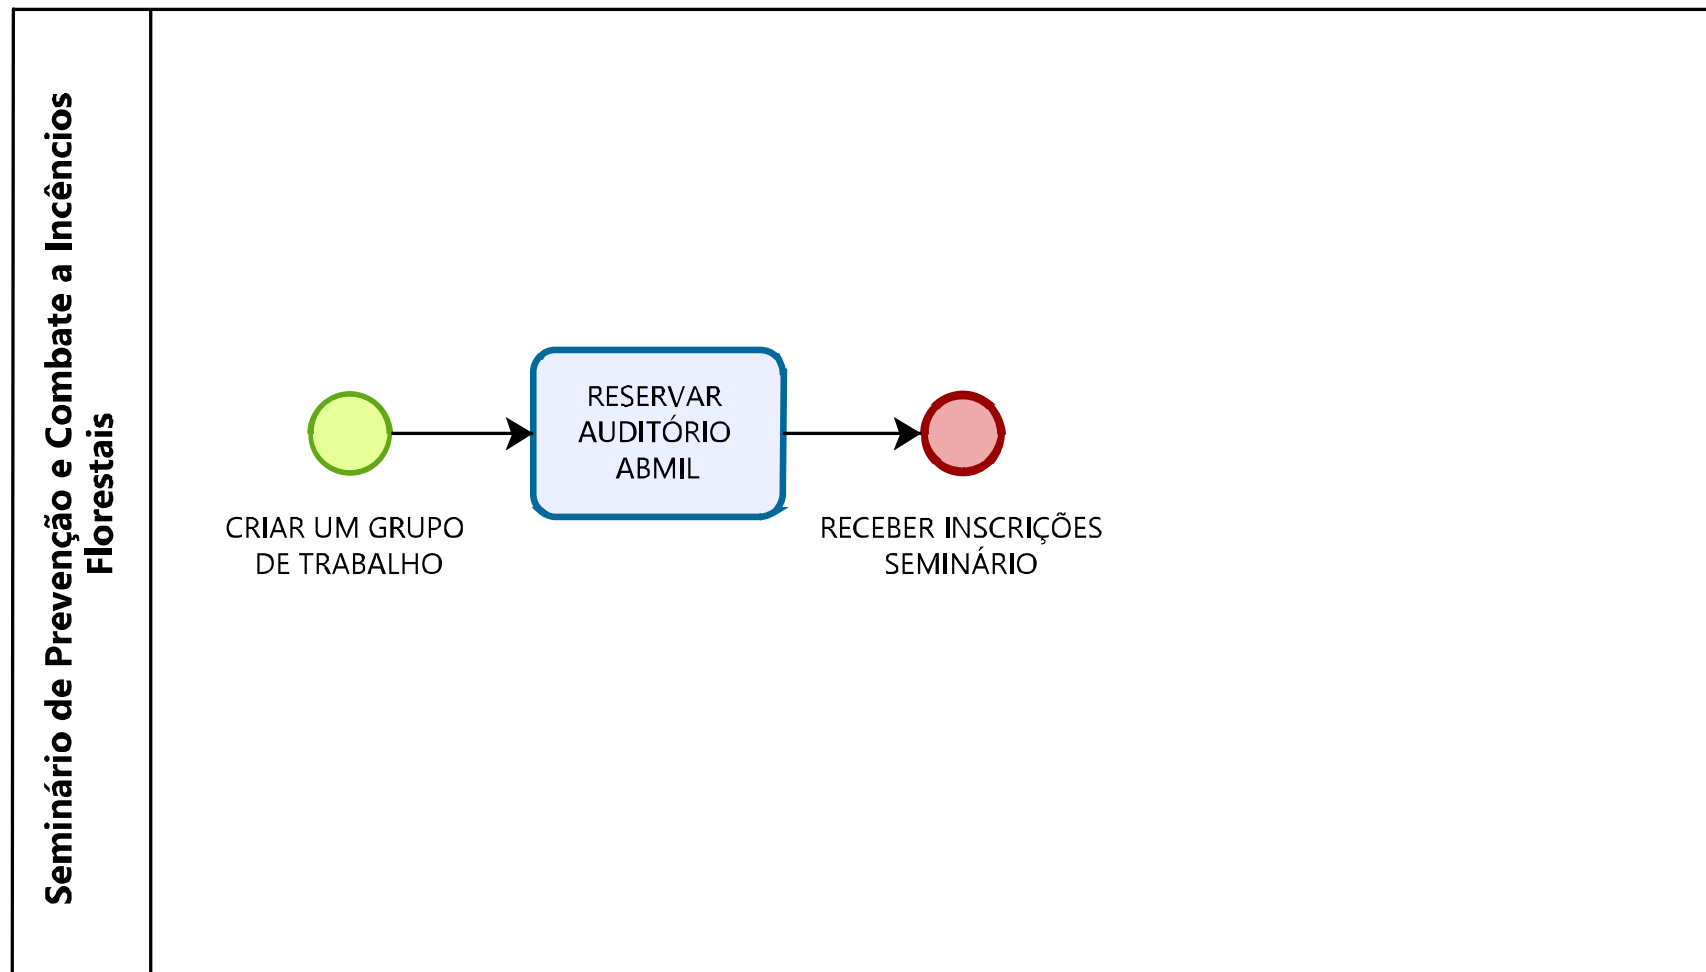 Seminário de Prevenção e Combate a Incêncios
Florestais
CRIAR UM GRUPO
DE TRABALHO
RESERVAR
AUDITÓRIO
ABMIL
RECEBER INSCRIÇÕES
SEMINÁRIO